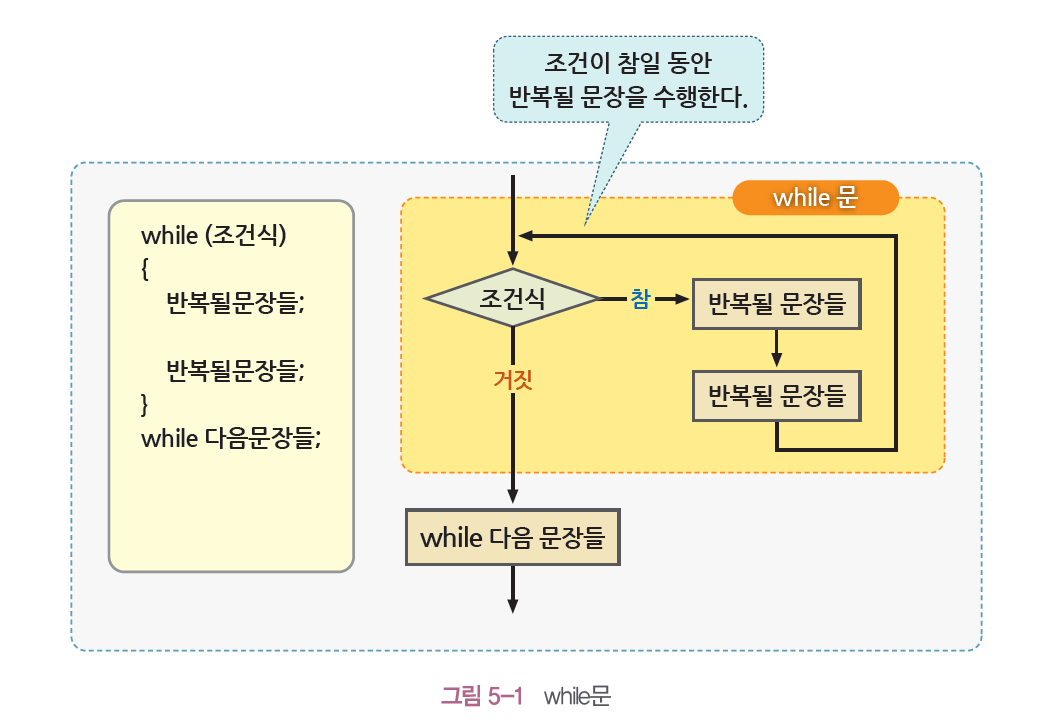 조건이 참일 동안
반복될 문장을 수행한다.
while 문
while (조건식)
{
반복될문장들;
반복될문장들;
}
while 다음문장들;
조건식
참
반복될 문장들
거짓
반복될 문장들
while 다음 문장들
그림 5-1 while문